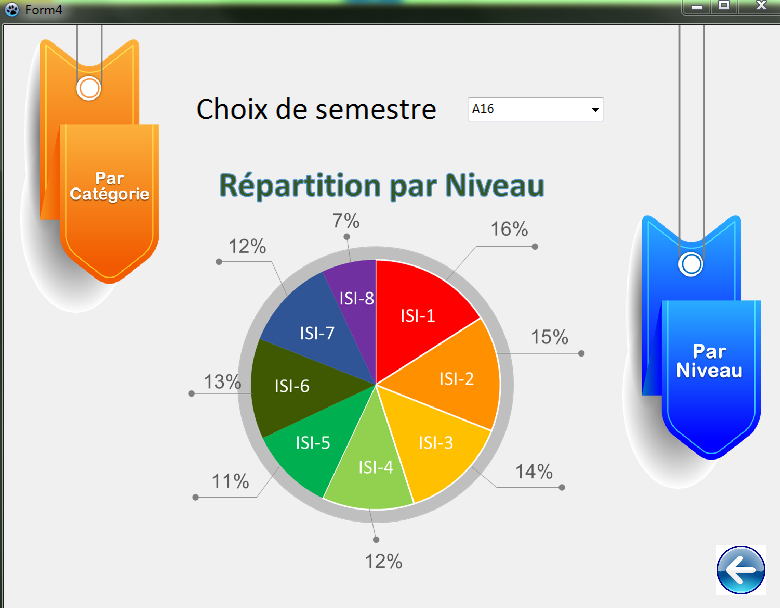 Form4
Choix de semestre
A16
Par
Catégorie
Répartition par Niveau
7%
16%
12%
ISI-8
ISI-1
ISI-7
15%
ISI-2
13%
ISI-6
Par
Niveau
ISI-5
ISI-3
ISI-4
14%
11%
12%